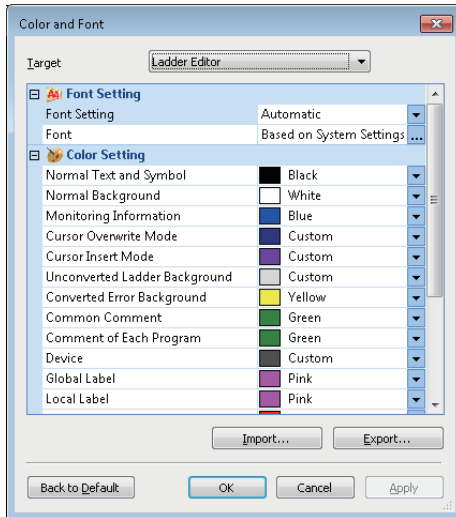 Color and Font
Target Ladder Editor
Font Setting
Font Setting Automatic
Font Based on System Settings ...
Color Setting
Normal Text and Symbol Black
Normal Background White
Monitoring Information Blue
Cursor Overwrite Mode Custom
Cursor Insert Mode Custom
Unconverted Ladder Background Custom
Converted Error Background Yellow
Common Comment Green
Comment of Each Program Green
Device Custom
Global Label Pink
Local Label Pink
Import... Export...
Back to Default OK Cancel Apply